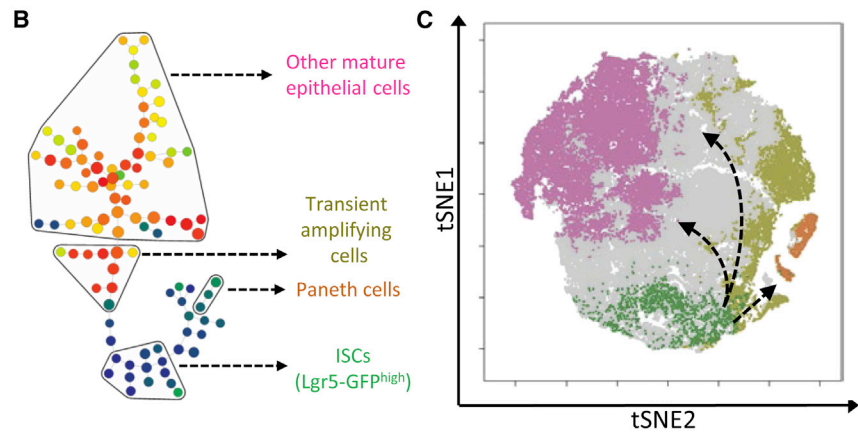 B
Other mature
epithelial cells
Transient
amplifying
cells
Paneth cells
ISCs
(Lgr5-GFPhigh)
C
tSNE1
tSNE2